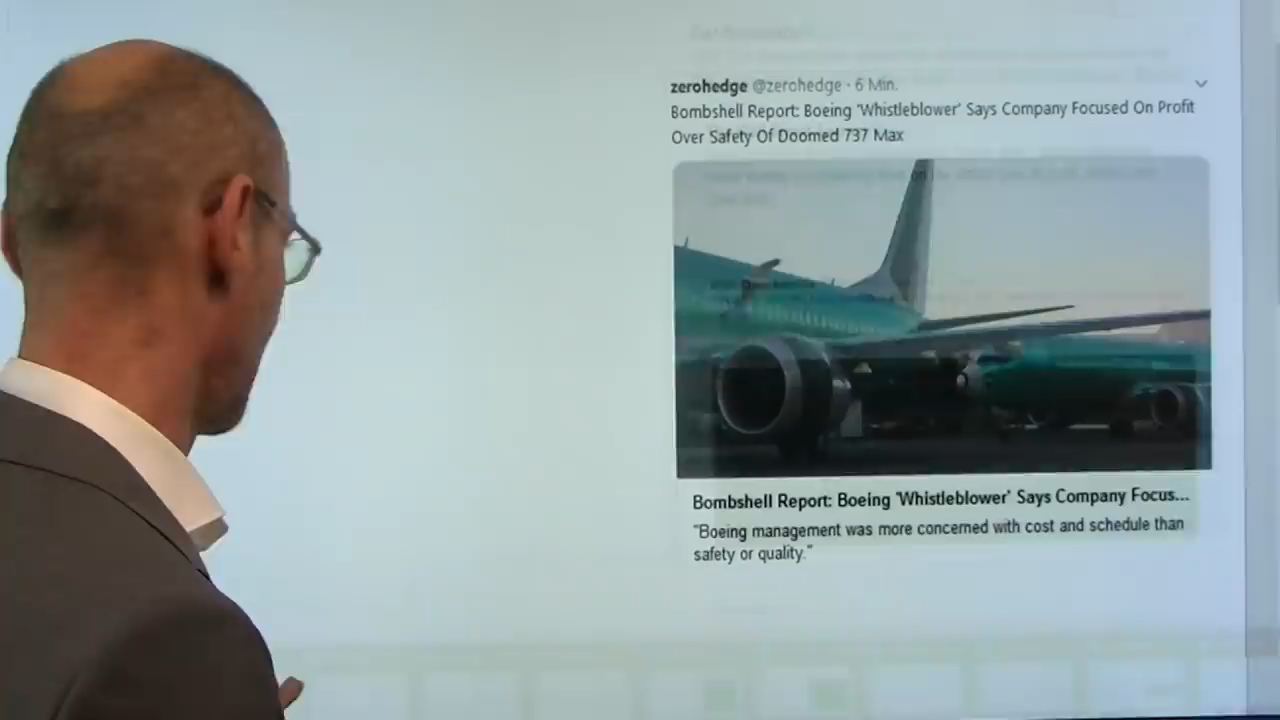 zerohedge @zerohedge · 6 Min.
Bombshell Report: Boeing 'Whistleblower' Says Company Focused On Profit
Over Safety Of Doomed 737 Max
Bombshell Report: Boeing 'Whistleblower' Says Company Focus...
"Boeing management was more concerned with cost and schedule than
safety or quality."